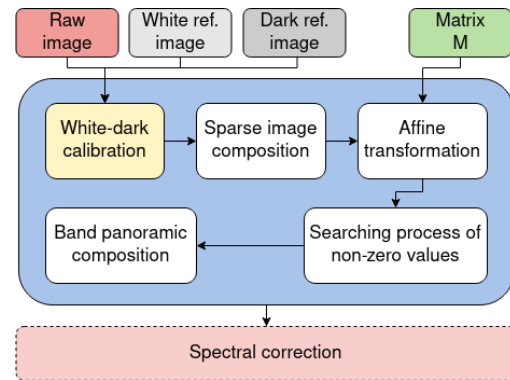 Raw
image
White ref.
image
Dark ref.
image
Matrix
M
White-dark
calibration
Sparse image
composition
Affine
transformation
Band panoramic
composition
Searching process of
non-zero values
Spectral correction